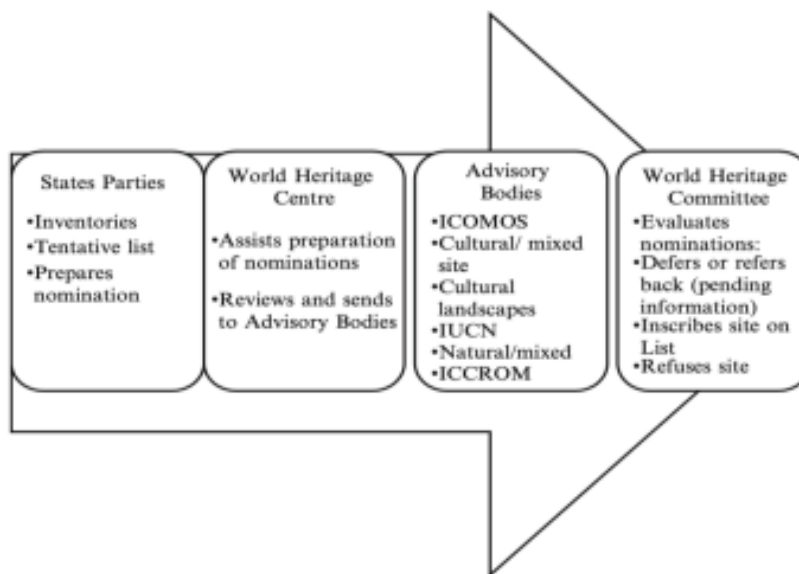 States Parties
•Inventories
•Tentative list
•Prepares
nomination
World Heritage
Centre
•Assists preparation
of nominations
•Reviews and sends
to Advisory Bodies
Advisory
Bodies
•ICOMOS
•Cultural/ mixed
site
•Cultural
landscapes
•IUCN
•Natural/mixed
•ICCROM
World Heritage
Committee
•Evaluates
nominations:
•Defers or refers
back (pending
information)
•Inscribes site on
List
•Refuses site